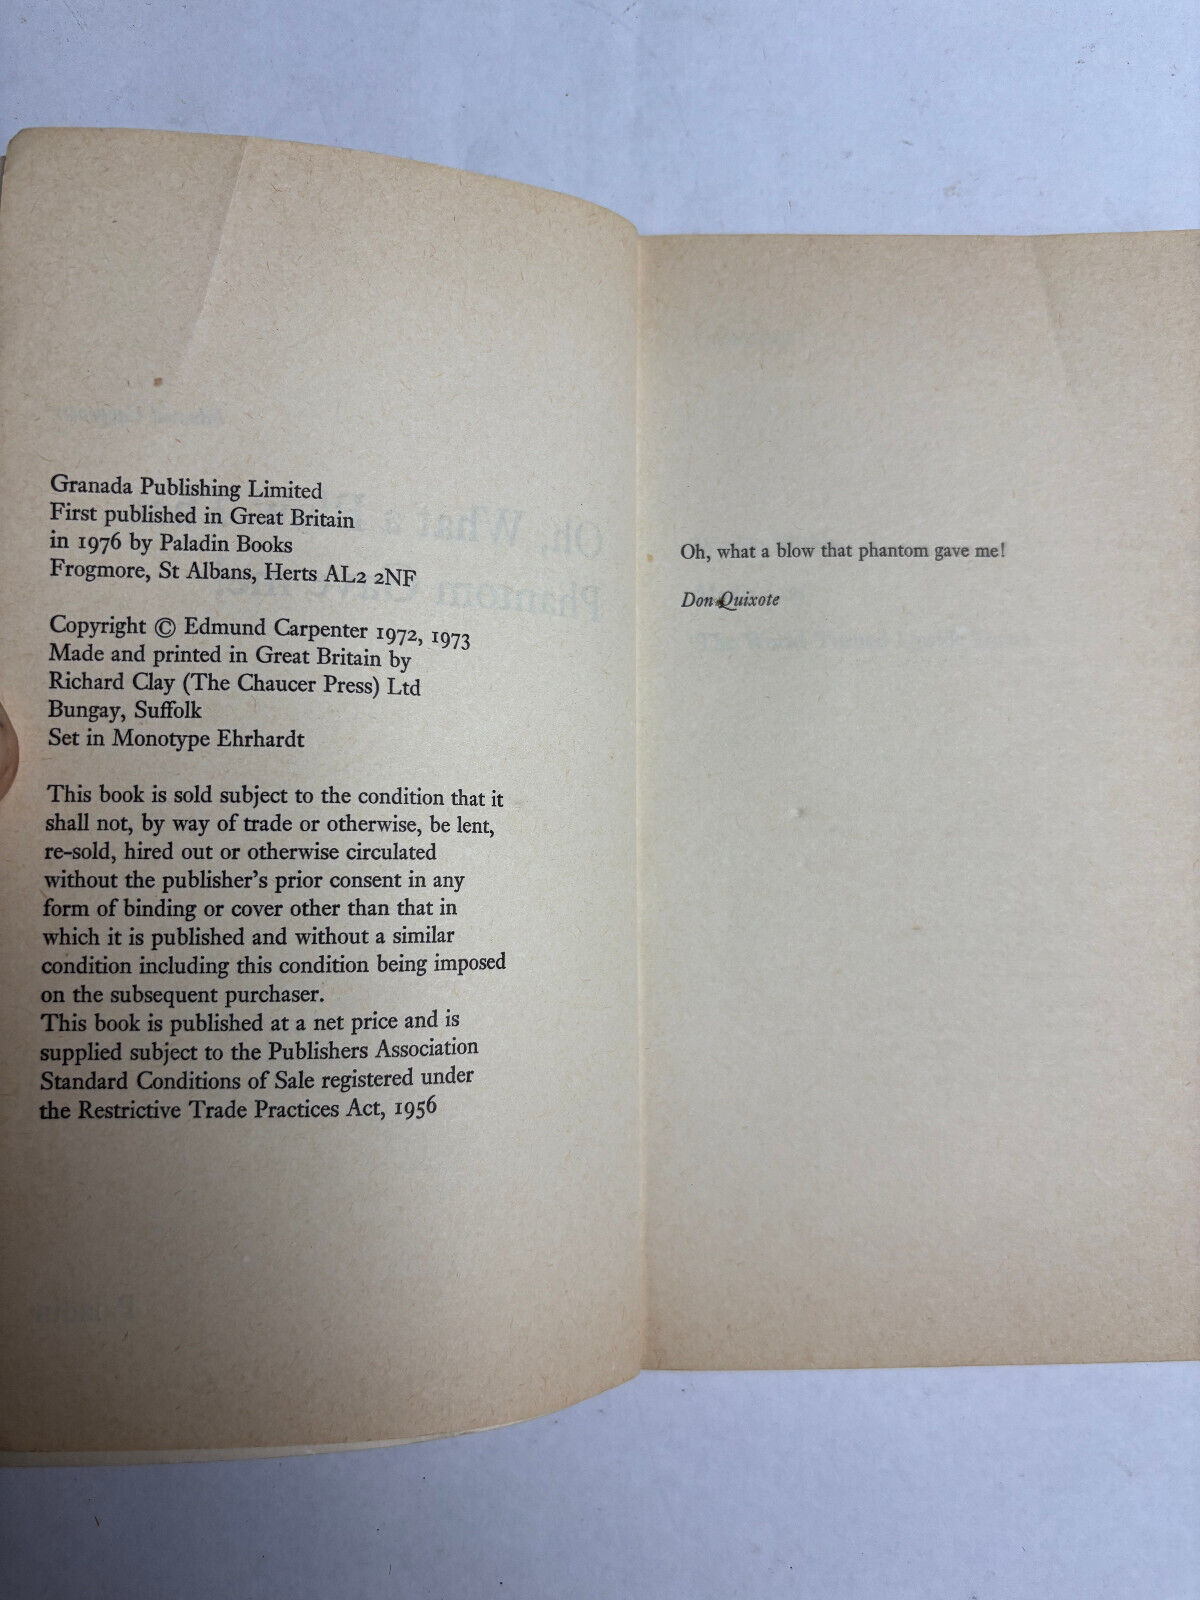 Granada Publishing Limited
First published in Great Britain
in 1976 by Paladin Books
Frogmore, St Albans, Herts AL2 2NF
Copyright © Edmund Carpenter 1972, 1973
Made and printed in Great Britain by
Richard Clay (The Chaucer Press) Ltd
Bungay, Suffolk
Set in Monotype Ehrhardt
This book is sold subject to the condition that it
shall not, by way of trade or otherwise, be lent,
re-sold, hired out or otherwise circulated
without the publisher's prior consent in any
form of binding or cover other than that in
which it is published and without a similar
condition including this condition being imposed
on the subsequent purchaser.
This book is published at a net price and is
supplied subject to the Publishers Association
Standard Conditions of Sale registered under
the Restrictive Trade Practices Act, 1956
Oh, what a blow that phantom gave me!
Don Quixote